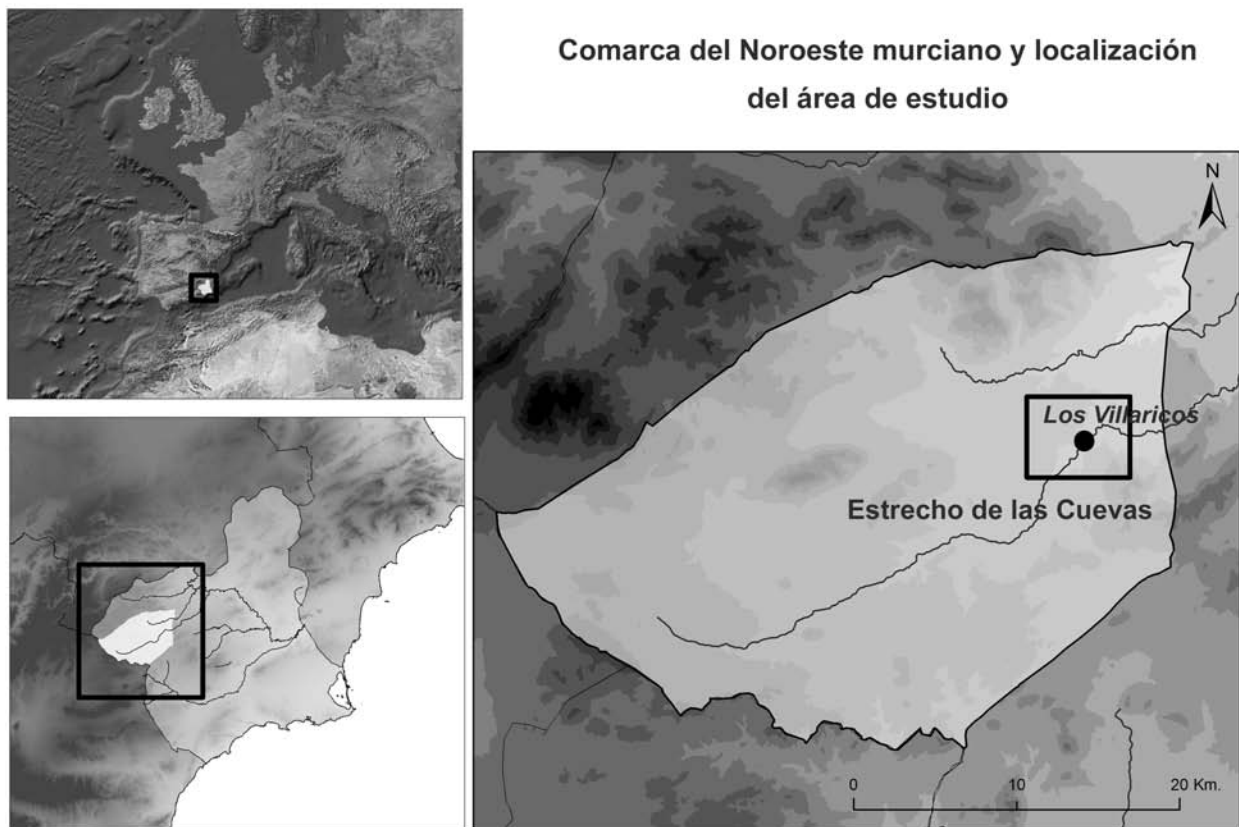 Comarca del Noroeste murciano y localización
del área de estudio
N
Los Villaricos
Estrecho de las Cuevas
0 10 20 Km.